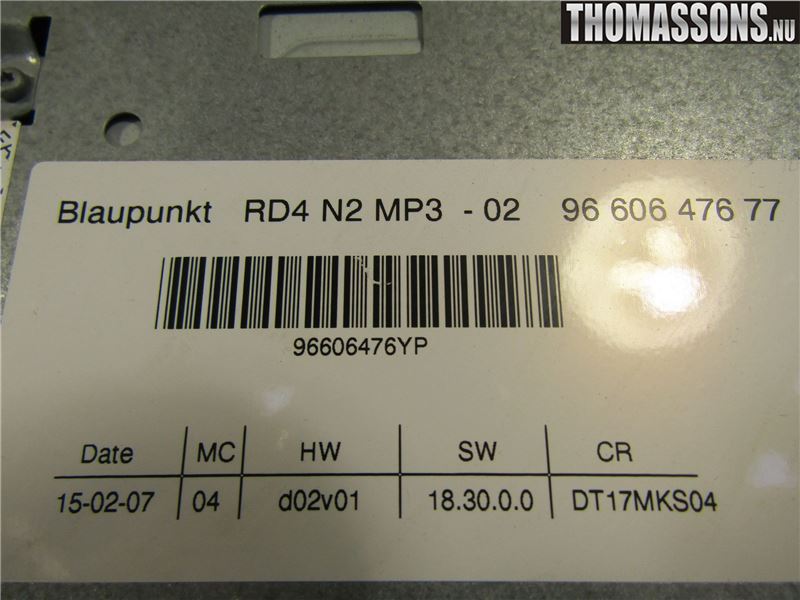 THOMASSONS.NU
Blaupunkt RD4 N2 MP3 - 02 96 606 476 77
96606476YP
Date MC HW SW CR
15-02-07 04 d02v01 18.30.0.0 DT17MKS04